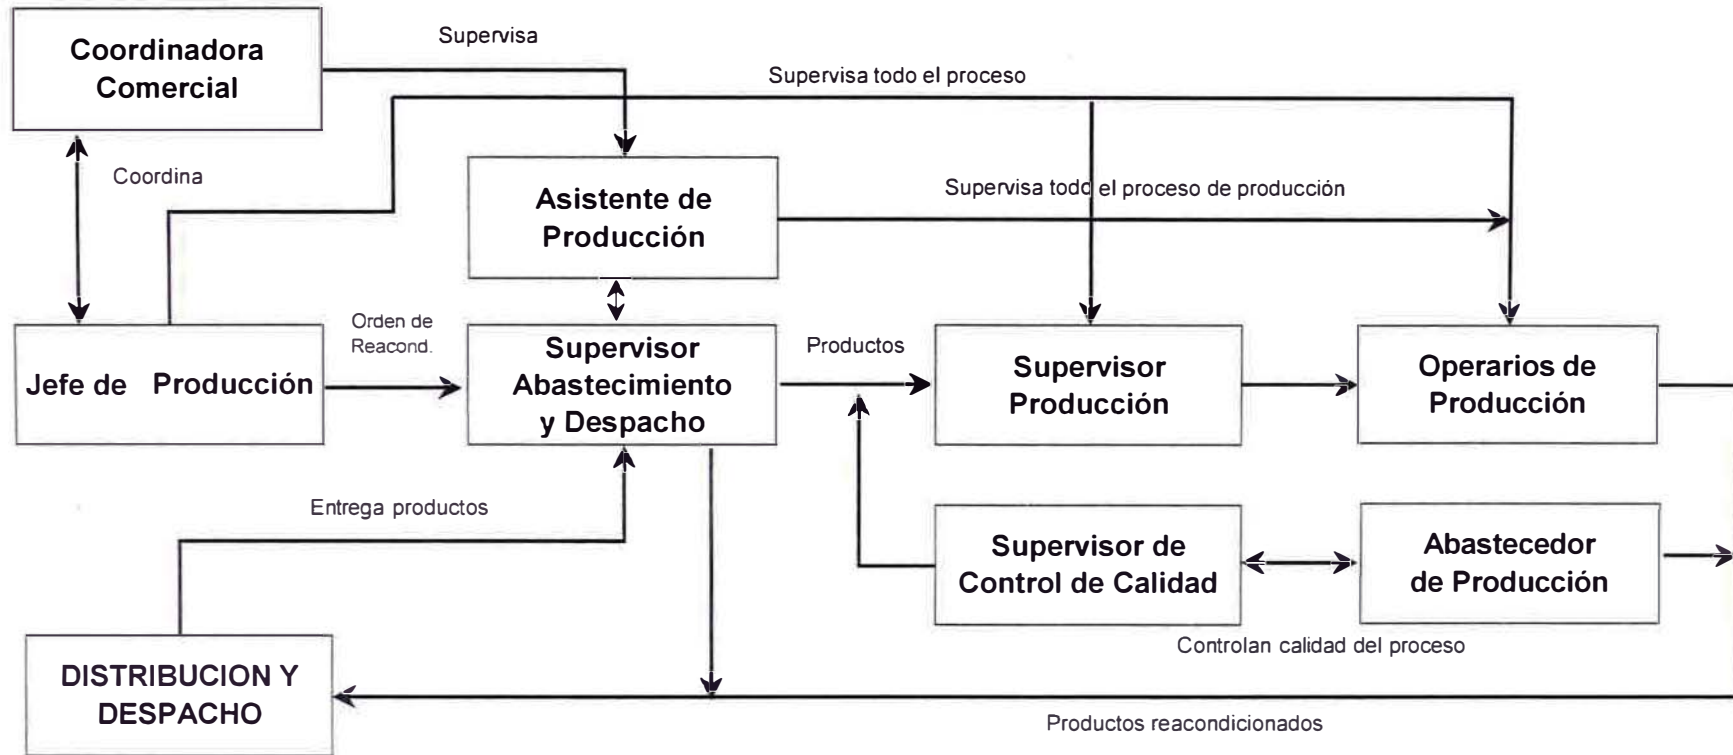 Coordinadora
Comercial
Supervisa
Supervisa todo el proceso
Coordina
Asistente de
Producción
Supervisa todo el proceso de producción
Jefe de Producción
Orden de
Reacond.
Supervisor
Abastecimiento
y Despacho
Productos
Supervisor
Producción
Operarios de
Producción
Entrega productos
Supervisor de
Control de Calidad
Abastecedor
de Producción
Controlan calidad del proceso
DISTRIBUCION Y
DESPACHO
Productos reacondicionados